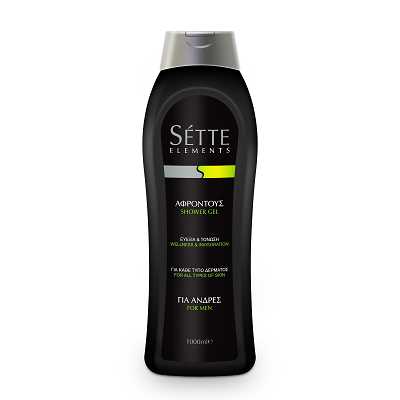 SÉTTE
ELEMENTS
ΑΦΡΟΝΤΟΥΣ
SHOWER GEL
ΕΥΕΞΙΑ & ΤΟΝΩΣΗ
WELLNESS & INVIGORATION
ΓΙΑ ΚΑΘΕ ΤΥΠΟ ΔΕΡΜΑΤΟΣ
FOR ALL TYPES OF SKIN
ΓΙΑ ΑΝΔΡΕΣ
FOR MEN
1000ml e